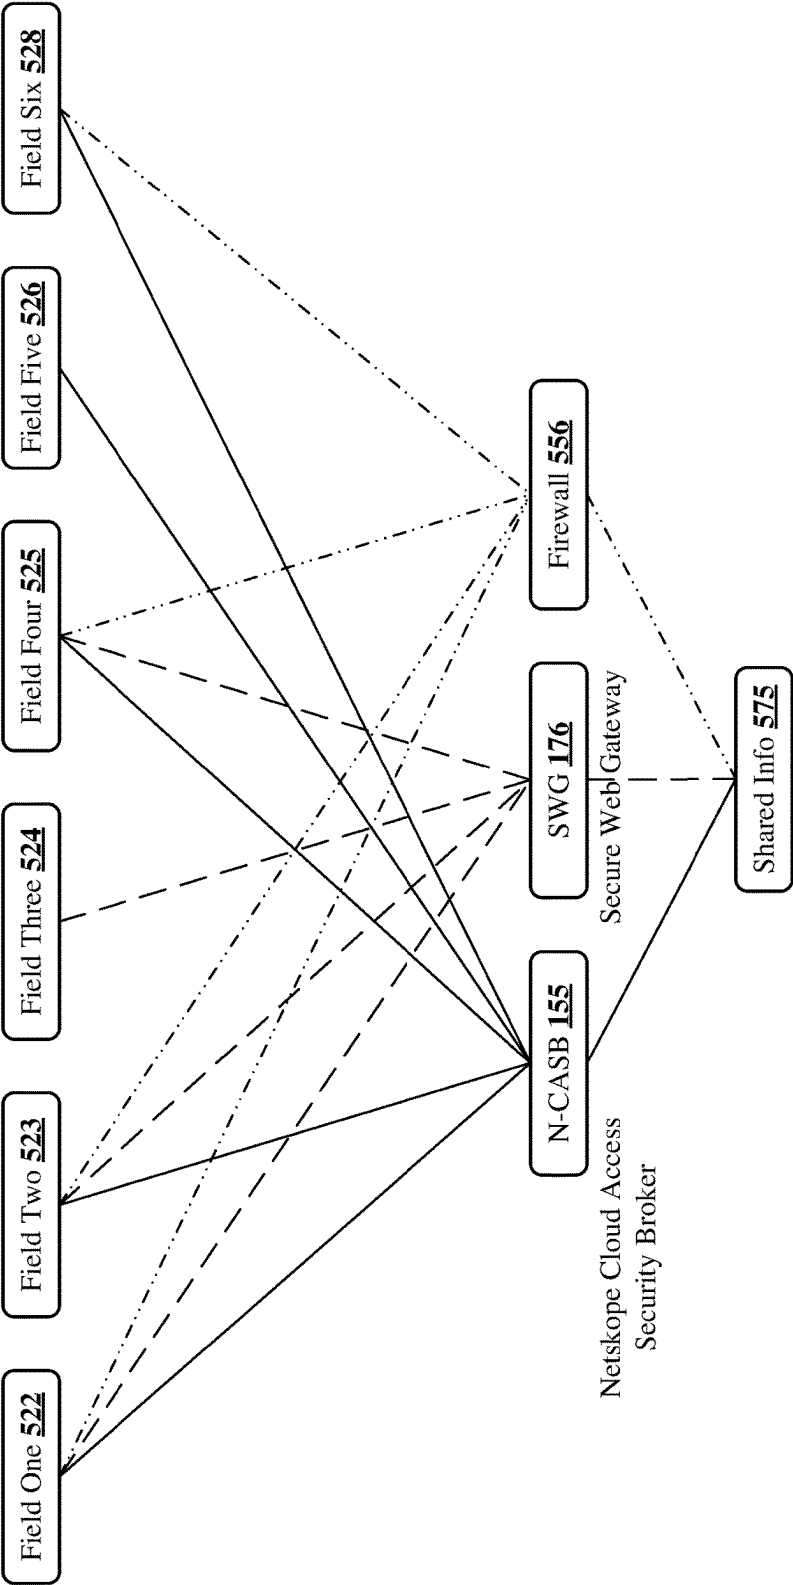 Field One 522
Field Two 523
Field Three 524
Field Four 525
Field Five 526
Field Six 528
N-CASB 155
SWG 176
Firewall 556
Netskope Cloud Access
Security Broker
Secure Web Gateway
Shared Info 575